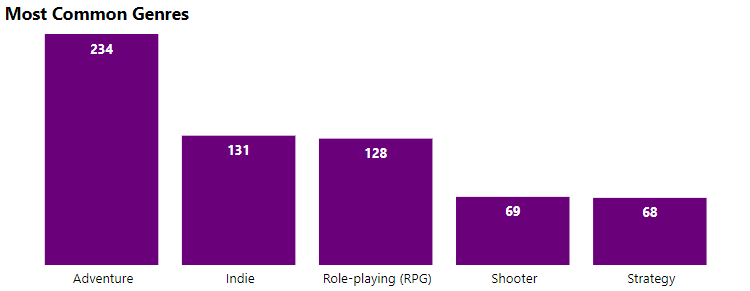 Most Common Genres
234
131
128
69
68
Adventure
Indie
Role-playing (RPG)
Shooter
Strategy